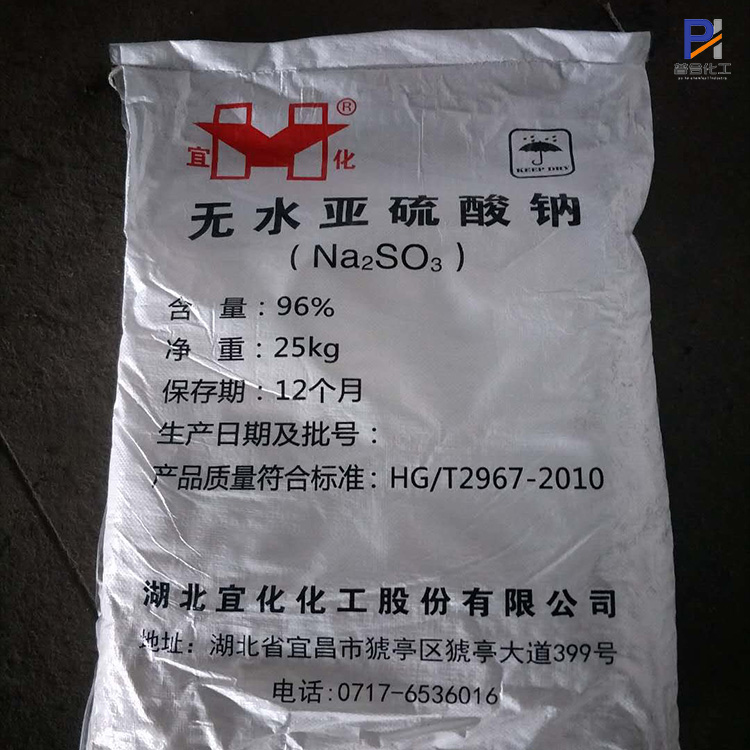 PH
普合化工
宜 化 ®
KEEP DRY
无水亚硫酸钠
(Na₂SO₃)
含 量：96%
净 重：25kg
保存期：12个月
生产日期及批号：
产品质量符合标准：HG/T2967-2010
湖北宜化化工股份有限公司
地址：湖北省宜昌市猇亭区猇亭大道399号
电话:0717-6536016